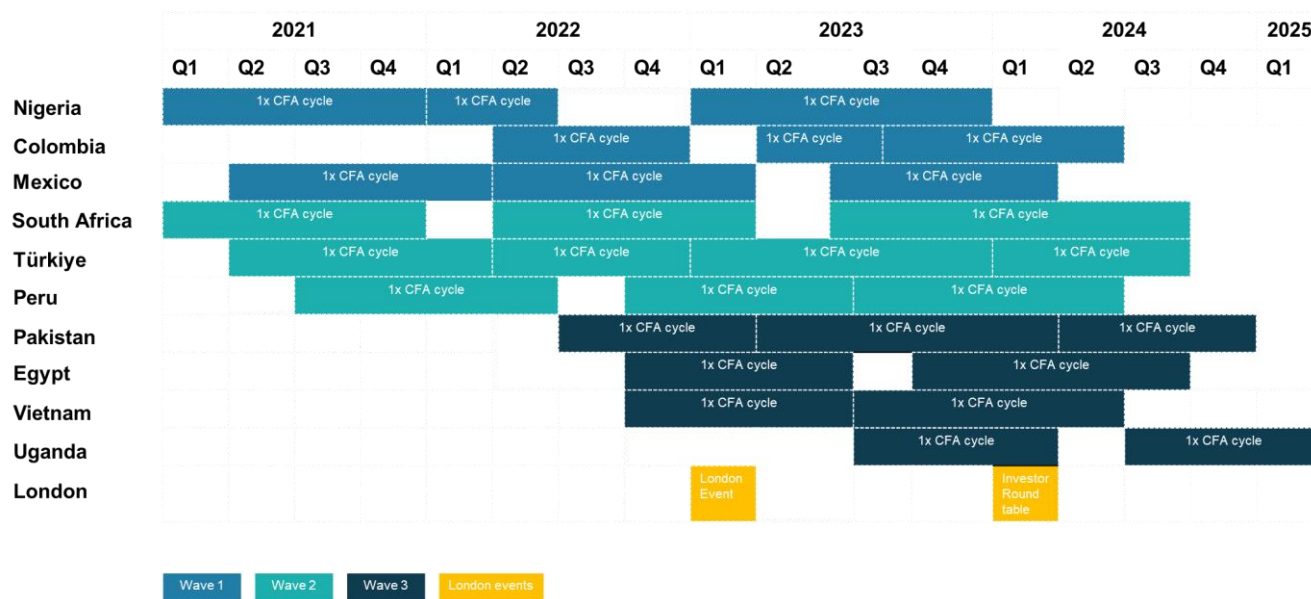 2021 2022 2023 2024 2025
Q1 Q2 Q3 Q4 Q1 Q2 Q3 Q4 Q1 Q2 Q3 Q4 Q1 Q2 Q3 Q4 Q1
Nigeria 1x CFA cycle 1x CFA cycle 1x CFA cycle
Colombia 1x CFA cycle 1x CFA cycle 1x CFA cycle
Mexico 1x CFA cycle 1x CFA cycle 1x CFA cycle
South Africa 1x CFA cycle 1x CFA cycle 1x CFA cycle
Türkiye 1x CFA cycle 1x CFA cycle 1x CFA cycle 1x CFA cycle
Peru 1x CFA cycle 1x CFA cycle 1x CFA cycle
Pakistan 1x CFA cycle 1x CFA cycle 1x CFA cycle
Egypt 1x CFA cycle 1x CFA cycle
Vietnam 1x CFA cycle 1x CFA cycle
Uganda 1x CFA cycle 1x CFA cycle
London
London
Event
Investor
Round
table
Wave 1 Wave 2 Wave 3 London events